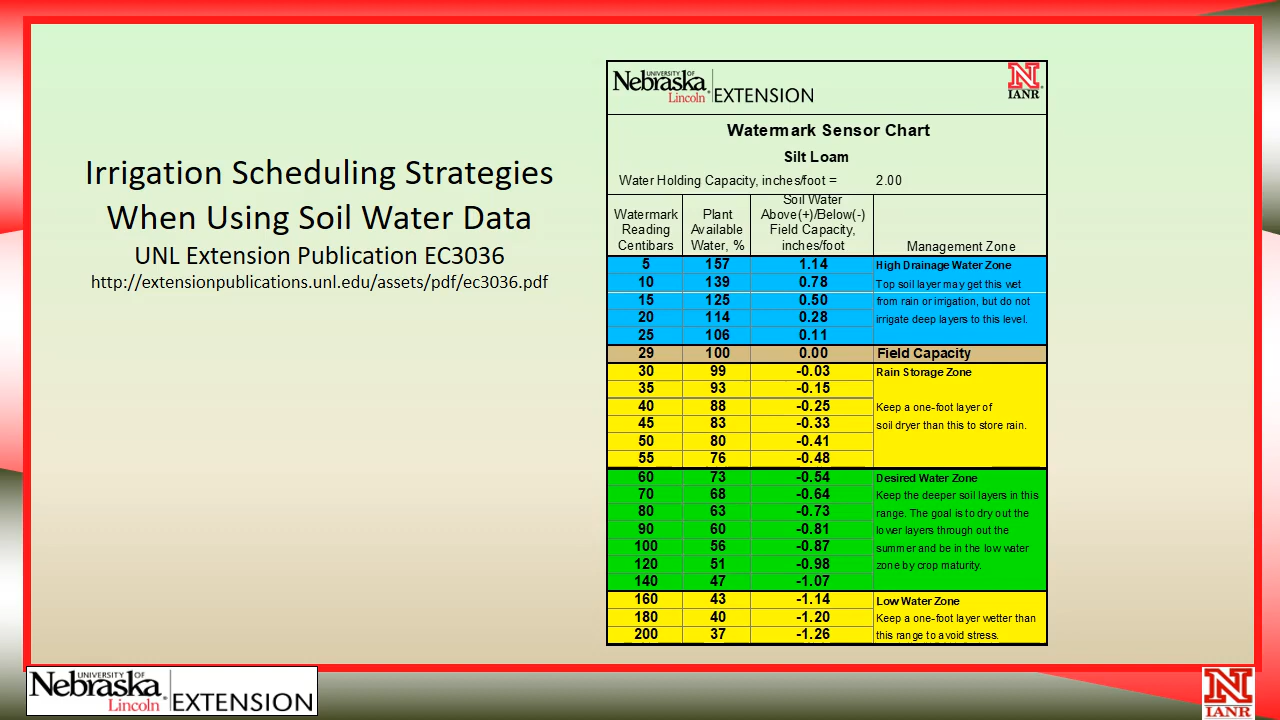 Irrigation Scheduling Strategies
When Using Soil Water Data
UNL Extension Publication EC3036
http://extensionpublications.unl.edu/assets/pdf/ec3036.pdf
UNIVERSITY OF
Nebraska
Lincoln
EXTENSION
N
IANR
Watermark Sensor Chart
Silt Loam
Water Holding Capacity, inches/foot = 2.00
Watermark
Reading
Centibars
Plant
Available
Water, %
Soil Water
Above(+)/Below(-)
Field Capacity,
inches/foot
Management Zone
5 157 1.14 High Drainage Water Zone
10 139 0.78 Top soil layer may get this wet
15 125 0.50 from rain or irrigation, but do not
20 114 0.28 irrigate deep layers to this level.
25 106 0.11
29 100 0.00 Field Capacity
30 99 -0.03 Rain Storage Zone
35 93 -0.15
40 88 -0.25 Keep a one-foot layer of
45 83 -0.33 soil dryer than this to store rain.
50 80 -0.41
55 76 -0.48
60 73 -0.54 Desired Water Zone
70 68 -0.64 Keep the deeper soil layers in this
80 63 -0.73 range. The goal is to dry out the
90 60 -0.81 lower layers through out the
100 56 -0.87 summer and be in the low water
120 51 -0.98 zone by crop maturity.
140 47 -1.07
160 43 -1.14 Low Water Zone
180 40 -1.20 Keep a one-foot layer wetter than
200 37 -1.26 this range to avoid stress.
UNIVERSITY OF
Nebraska
Lincoln
EXTENSION
N
IANR